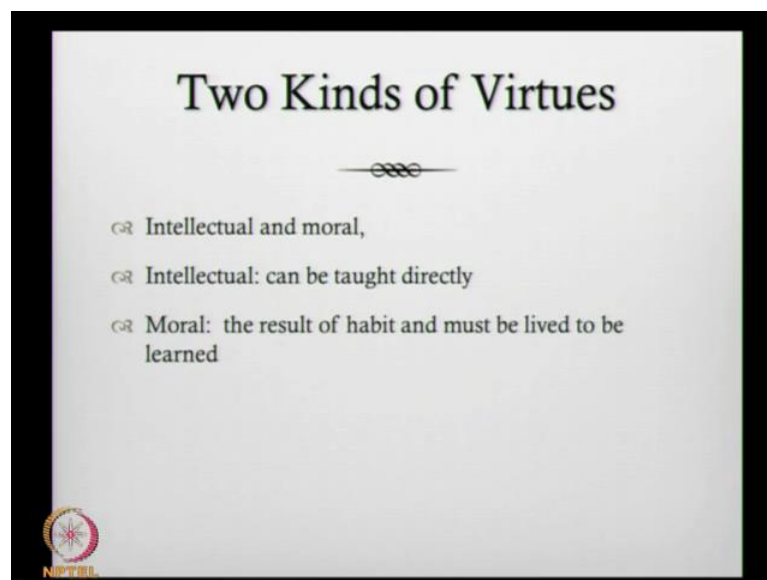 Two Kinds of Virtues
Intellectual and moral,
Intellectual: can be taught directly
Moral: the result of habit and must be lived to be
learned
NPTEL